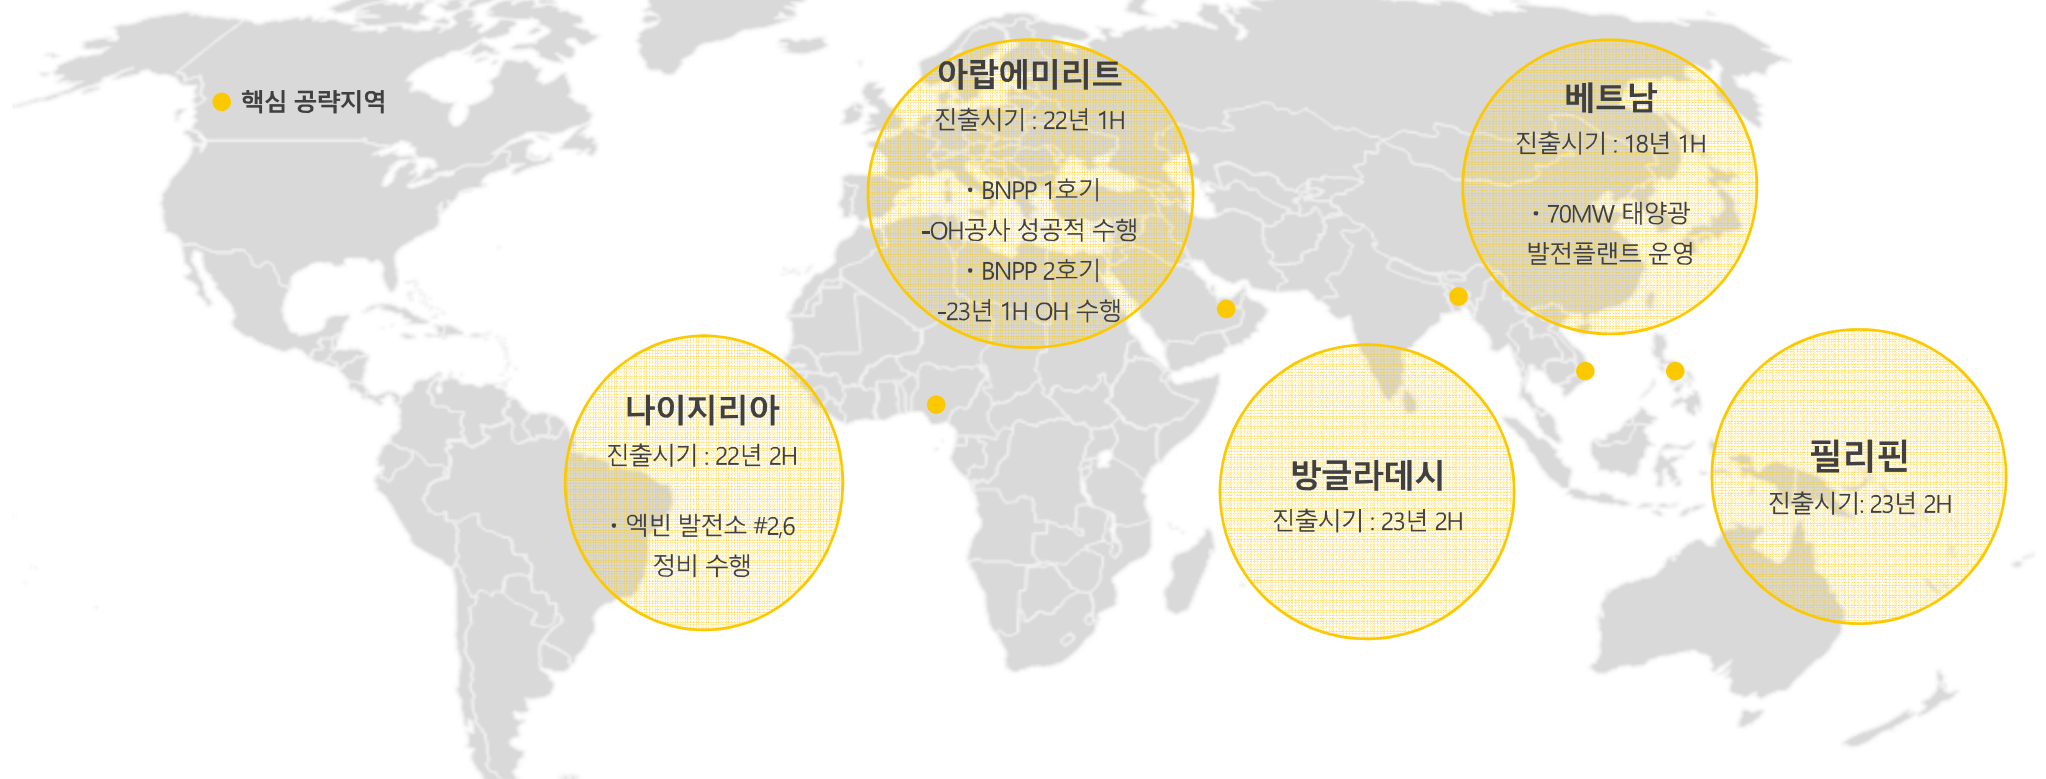 핵심 공략지역
아랍에미리트
진출시기 : 22년 1H
• BNPP 1호기
-OH공사 성공적 수행
• BNPP 2호기
-23년 1H OH 수행
베트남
진출시기 : 18년 1H
• 70MW 태양광
발전플랜트 운영
나이지리아
진출시기 : 22년 2H
• 엑빈 발전소 #2,6
정비 수행
방글라데시
진출시기 : 23년 2H
필리핀
진출시기: 23년 2H